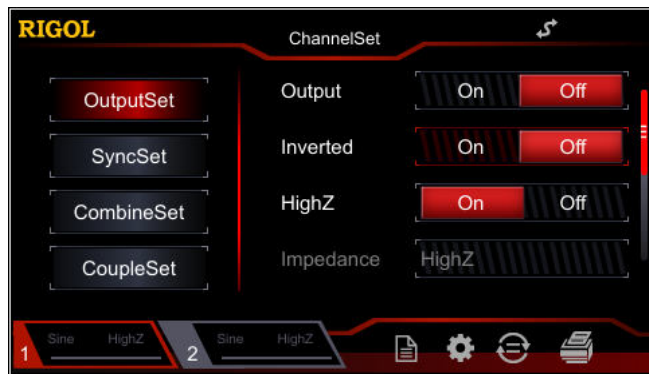 RIGOL
ChannelSet
OutputSet
Output
On
Off
SyncSet
Inverted
On
Off
CombineSet
HighZ
On
Off
CoupleSet
Impedance
HighZ
1
Sine
HighZ
2
Sine
HighZ